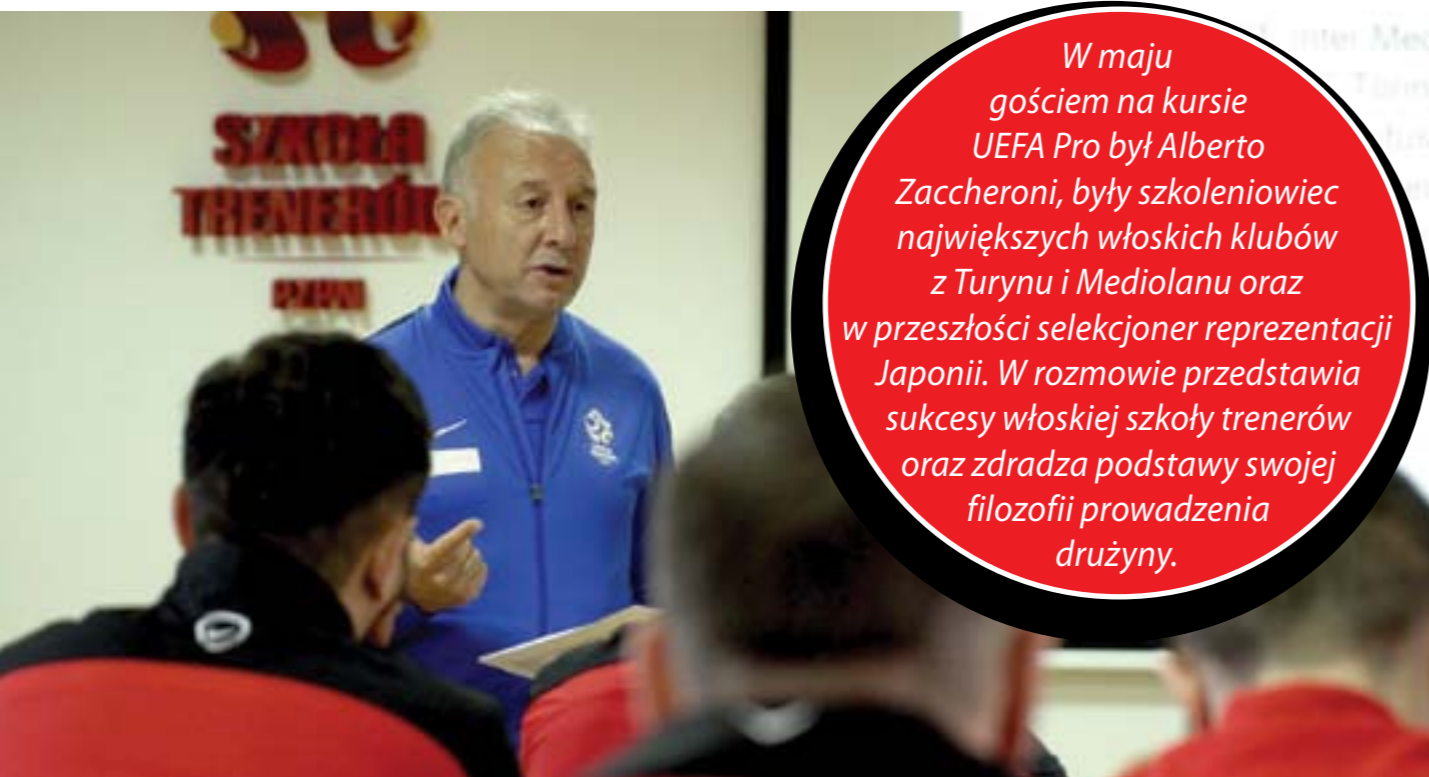 SZKOŁA
TRENERÓW
PZPN
W maju
gościem na kursie
UEFA Pro był Alberto
Zaccheroni, były szkoleniowiec
największych włoskich klubów
z Turynu i Mediolanu oraz
w przeszłości selekcjoner reprezentacji
Japonii. W rozmowie przedstawia
sukcesy włoskiej szkoły trenerów
oraz zdradza podstawy swojej
filozofii prowadzenia
drużyny.